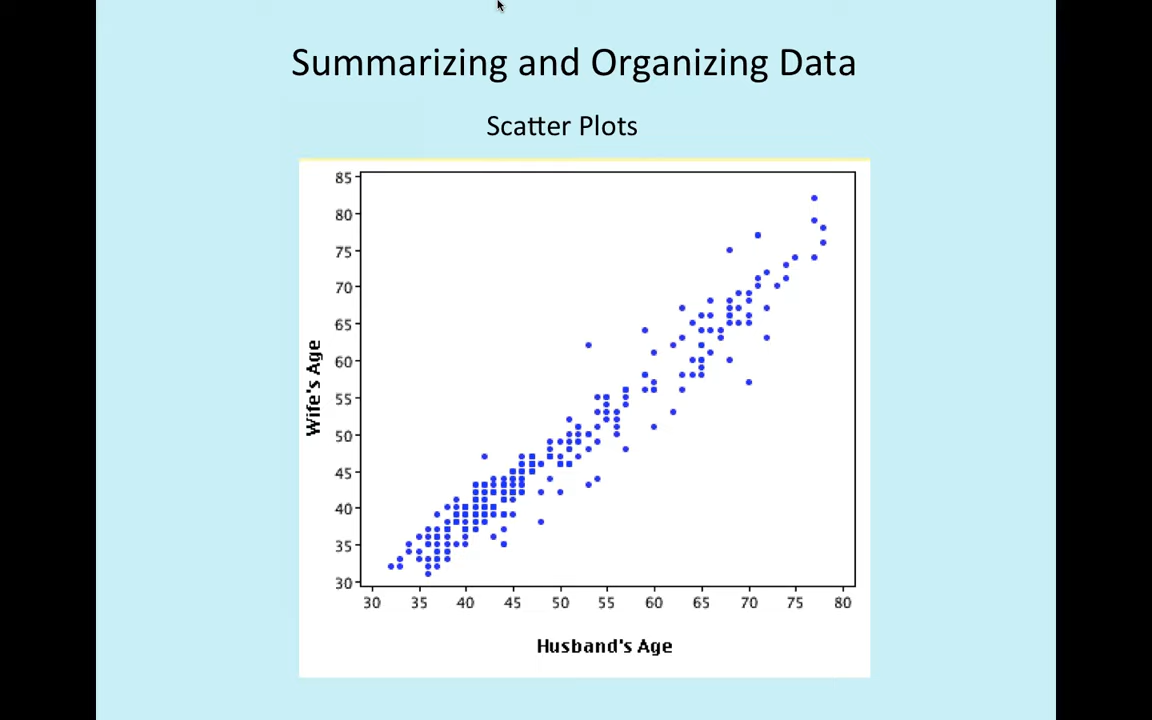 Summarizing and Organizing Data
Scatter Plots
85
80
75
70
65
60
55
50
45
40
35
30
Wife's Age
30 35 40 45 50 55 60 65 70 75 80
Husband's Age